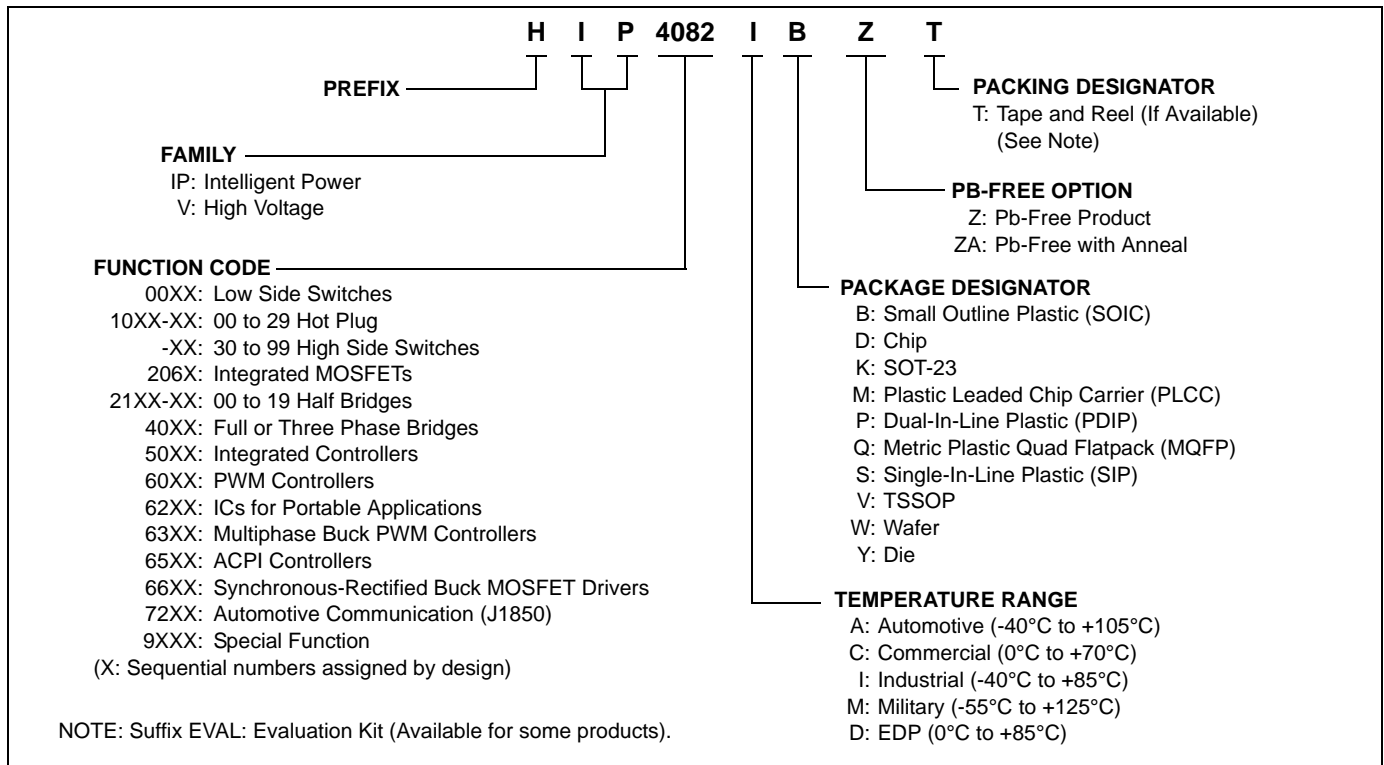 H I P 4082 I B Z T
PREFIX
FAMILY
IP: Intelligent Power
V: High Voltage
FUNCTION CODE
00XX: Low Side Switches
10XX-XX: 00 to 29 Hot Plug
-XX: 30 to 99 High Side Switches
206X: Integrated MOSFETs
21XX-XX: 00 to 19 Half Bridges
40XX: Full or Three Phase Bridges
50XX: Integrated Controllers
60XX: PWM Controllers
62XX: ICs for Portable Applications
63XX: Multiphase Buck PWM Controllers
65XX: ACPI Controllers
66XX: Synchronous-Rectified Buck MOSFET Drivers
72XX: Automotive Communication (J1850)
9XXX: Special Function
(X: Sequential numbers assigned by design)
NOTE: Suffix EVAL: Evaluation Kit (Available for some products).
PACKING DESIGNATOR
T: Tape and Reel (If Available)
(See Note)
PB-FREE OPTION
Z: Pb-Free Product
ZA: Pb-Free with Anneal
PACKAGE DESIGNATOR
B: Small Outline Plastic (SOIC)
D: Chip
K: SOT-23
M: Plastic Leaded Chip Carrier (PLCC)
P: Dual-In-Line Plastic (PDIP)
Q: Metric Plastic Quad Flatpack (MQFP)
S: Single-In-Line Plastic (SIP)
V: TSSOP
W: Wafer
Y: Die
TEMPERATURE RANGE
A: Automotive (-40°C to +105°C)
C: Commercial (0°C to +70°C)
I: Industrial (-40°C to +85°C)
M: Military (-55°C to +125°C)
D: EDP (0°C to +85°C)